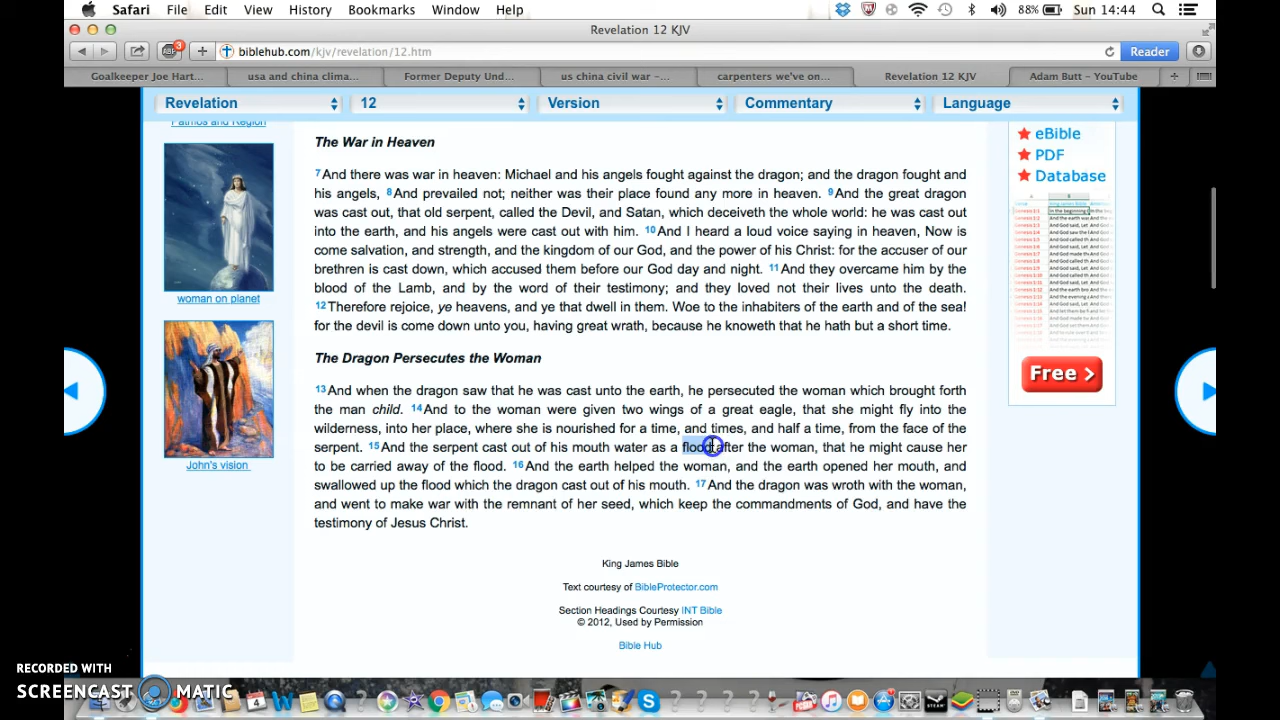 Safari File Edit View History Bookmarks Window Help 88% Sun 14:44
Revelation 12 KJV
biblehub.com/kjv/revelation/12.htm Reader
Goalkeeper Joe Hart... usa and china clima... Former Deputy Und... us china civil war –... carpenters we've on... Revelation 12 KJV Adam Butt – YouTube
Revelation 12 Version Commentary Language
Patmos and Region
eBible
PDF
Database
Free >
woman on planet
John's vision
The War in Heaven
7And there was war in heaven: Michael and his angels fought against the dragon; and the dragon fought and
his angels, 8And prevailed not; neither was their place found any more in heaven. 9And the great dragon
was cast out, that old serpent, called the Devil, and Satan, which deceiveth the whole world: he was cast out
into the earth, and his angels were cast out with him. 10And I heard a loud voice saying in heaven, Now is
come salvation, and strength, and the kingdom of our God, and the power of his Christ: for the accuser of our
brethren is cast down, which accused them before our God day and night. 11And they overcame him by the
blood of the Lamb, and by the word of their testimony; and they loved not their lives unto the death.
12Therefore rejoice, ye heavens, and ye that dwell in them. Woe to the inhabiters of the earth and of the sea!
for the devil is come down unto you, having great wrath, because he knoweth that he hath but a short time.
The Dragon Persecutes the Woman
13And when the dragon saw that he was cast unto the earth, he persecuted the woman which brought forth
the man child. 14And to the woman were given two wings of a great eagle, that she might fly into the
wilderness, into her place, where she is nourished for a time, and times, and half a time, from the face of the
serpent. 15And the serpent cast out of his mouth water as a flood after the woman, that he might cause her
to be carried away of the flood. 16And the earth helped the woman, and the earth opened her mouth, and
swallowed up the flood which the dragon cast out of his mouth. 17And the dragon was wroth with the woman,
and went to make war with the remnant of her seed, which keep the commandments of God, and have the
testimony of Jesus Christ.
King James Bible
Text courtesy of BibleProtector.com
Section Headings Courtesy INT Bible
© 2012, Used by Permission
Bible Hub
RECORDED WITH
SCREENCAST MATIC